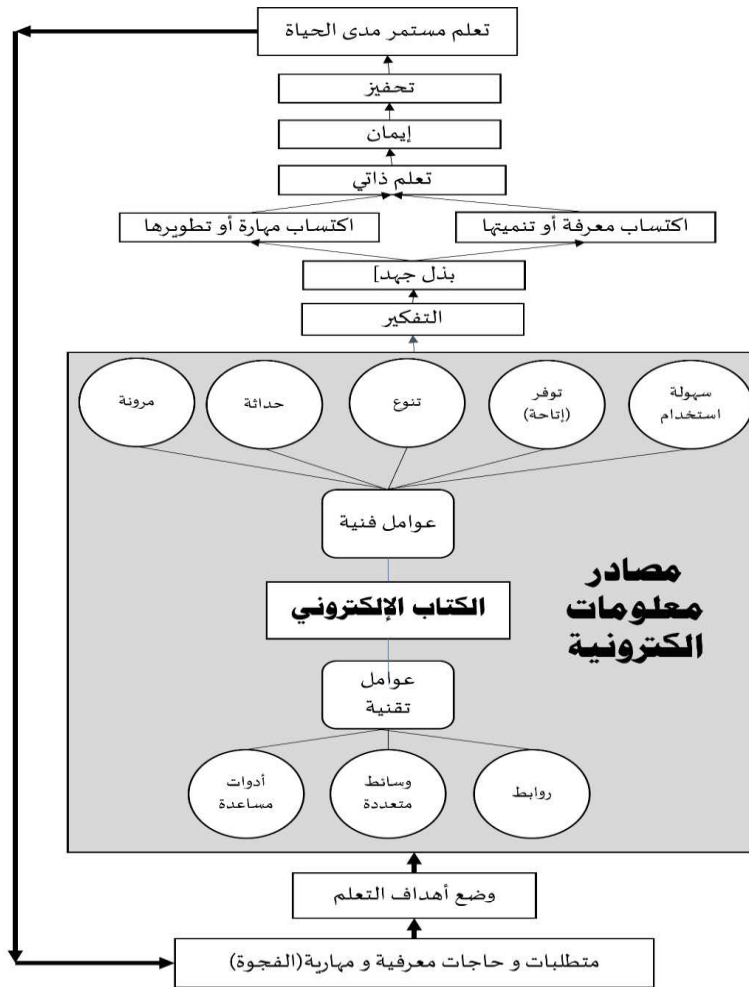 تعلم مستمر مدى الحياة
تحفيز
إيمان
تعلم ذاتي
اكتساب معرفة أو تنميتها
اكتساب مهارة أو تطويرها
بذل جهد]
التفكير
سهولة
استخدام
توفر
(إتاحة)
تنوع
حداثة
مرونة
عوامل فنية
مصادر
معلومات
الكترونية
الكتاب الإلكتروني
عوامل
تقنية
روابط
وسائط
متعددة
أدوات
مساعدة
وضع أهداف التعلم
متطلبات و حاجات معرفية و مهارية(الفجوة)